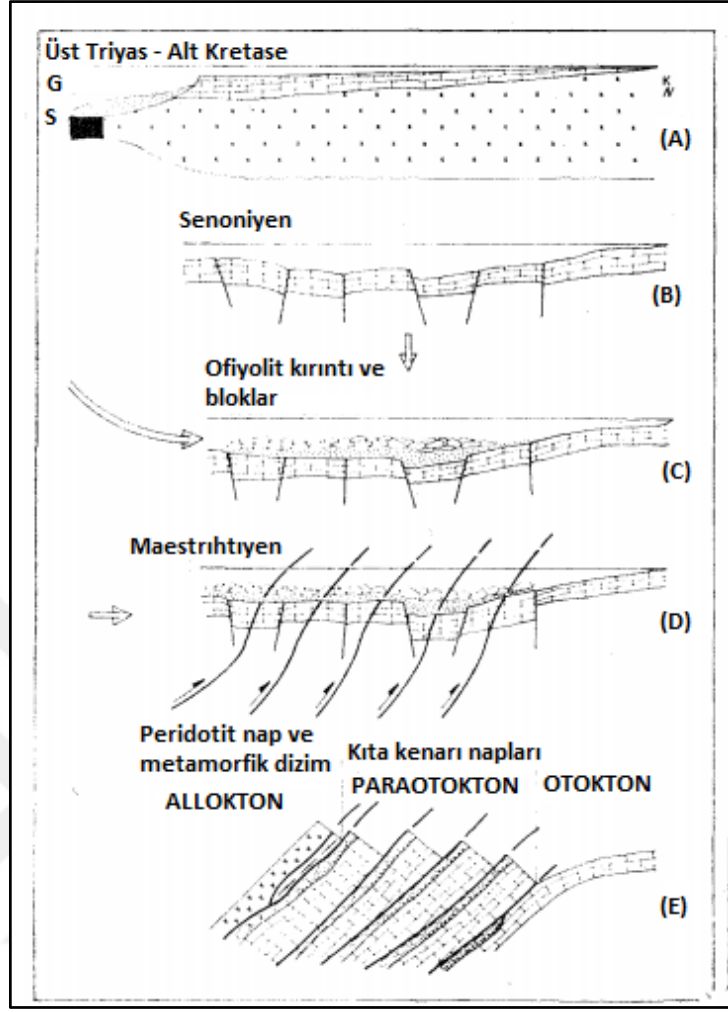 Üst Triyas - Alt Kretase
G
K
N
S
(A)
Senoniyen
(B)
Ofiyolit kırıntı ve
bloklar
(C)
Maestrıhtıyen
(D)
Peridotit nap ve
metamorfik dizim
Kıta kenarı napları
ALLOKTON
PARAOTOKTON
OTOKTON
(E)